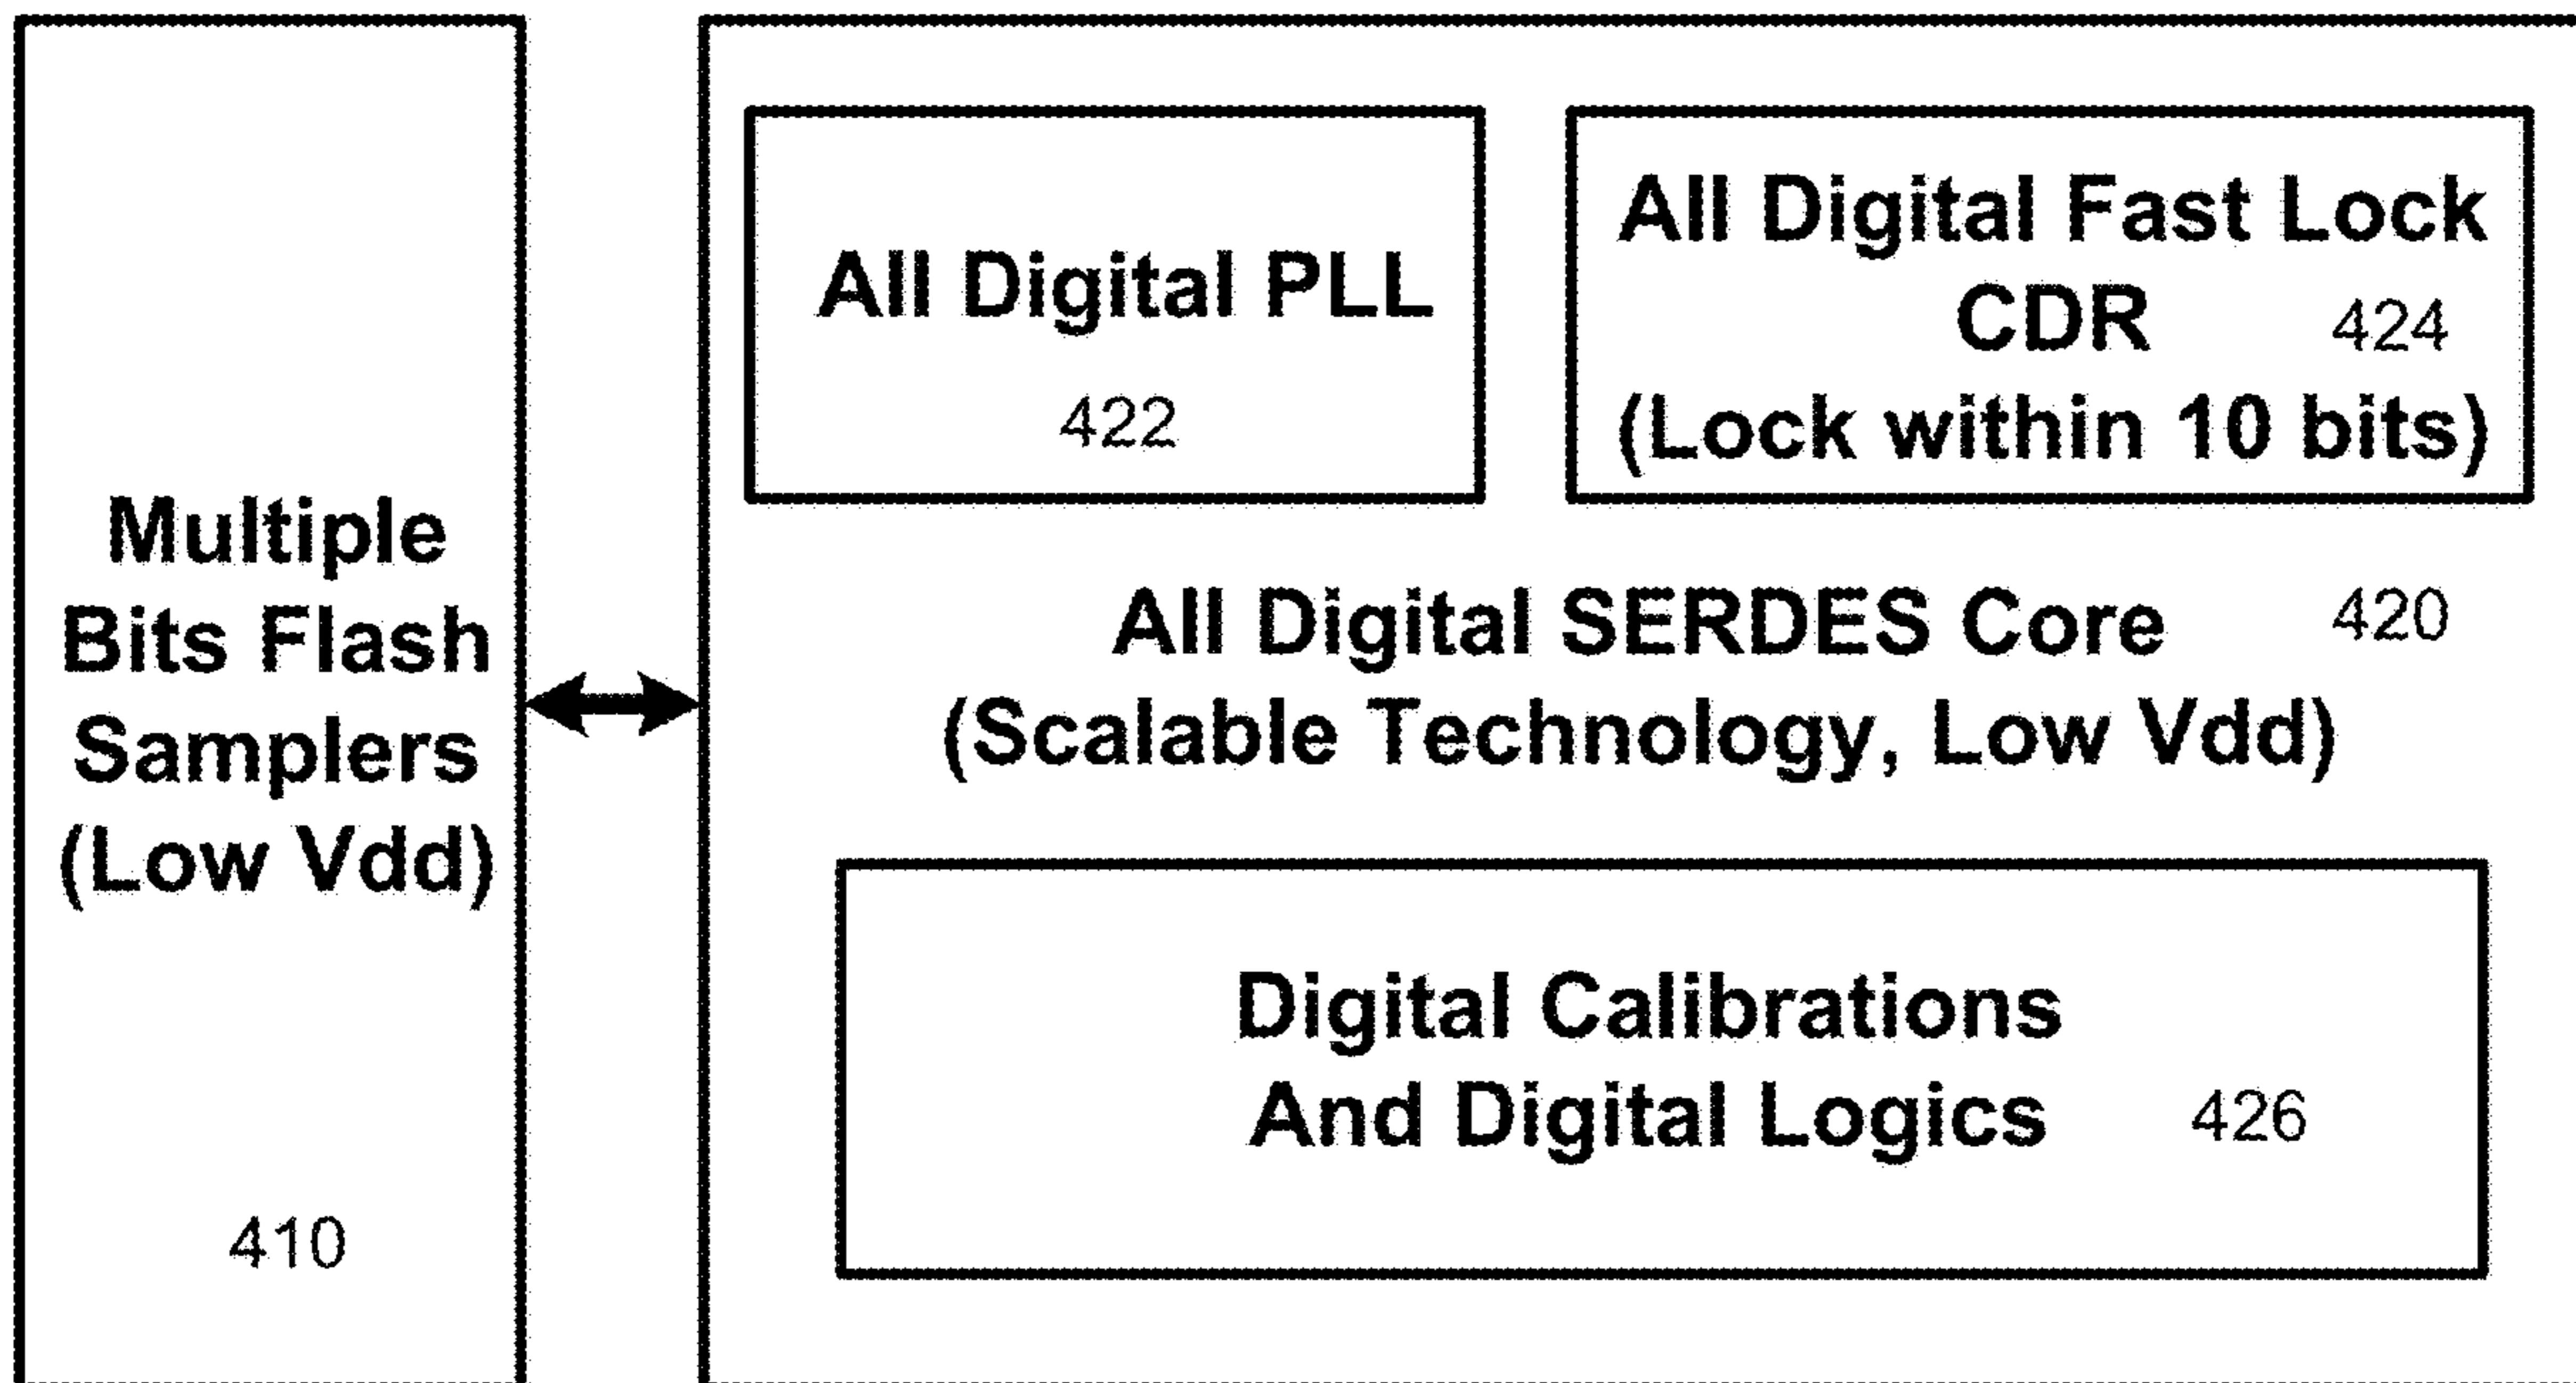 Multiple
Bits Flash
Samplers
(Low Vdd)
410
All Digital PLL
422
All Digital Fast Lock
CDR 424
(Lock within 10 bits)
All Digital SERDES Core 420
(Scalable Technology, Low Vdd)
Digital Calibrations
And Digital Logics 426